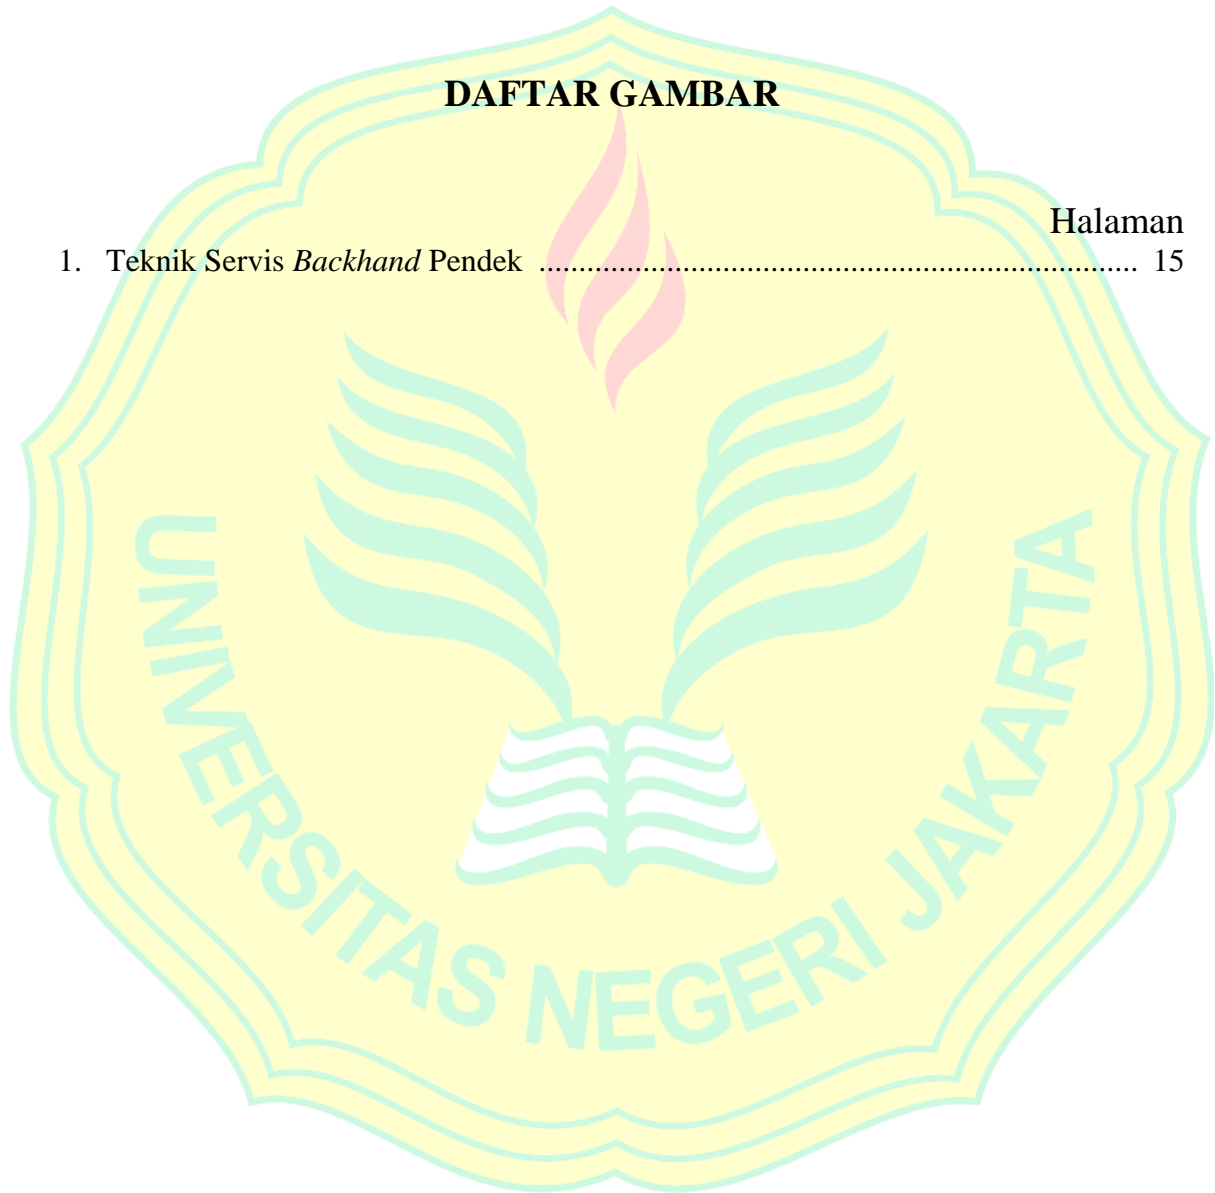 DAFTAR GAMBAR
Halaman
1. Teknik Servis Backhand Pendek ........................................................................... 15
UNIVERSITAS NEGERI JAKARTA